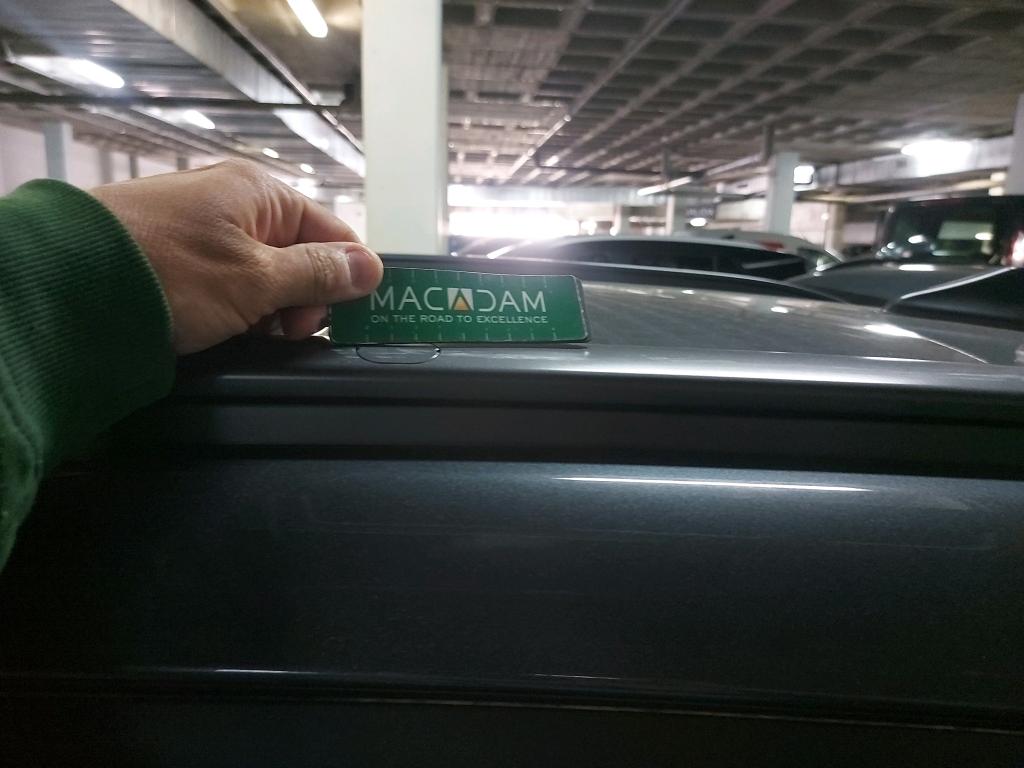 MACADAM
ON THE ROAD TO EXCELLENCE